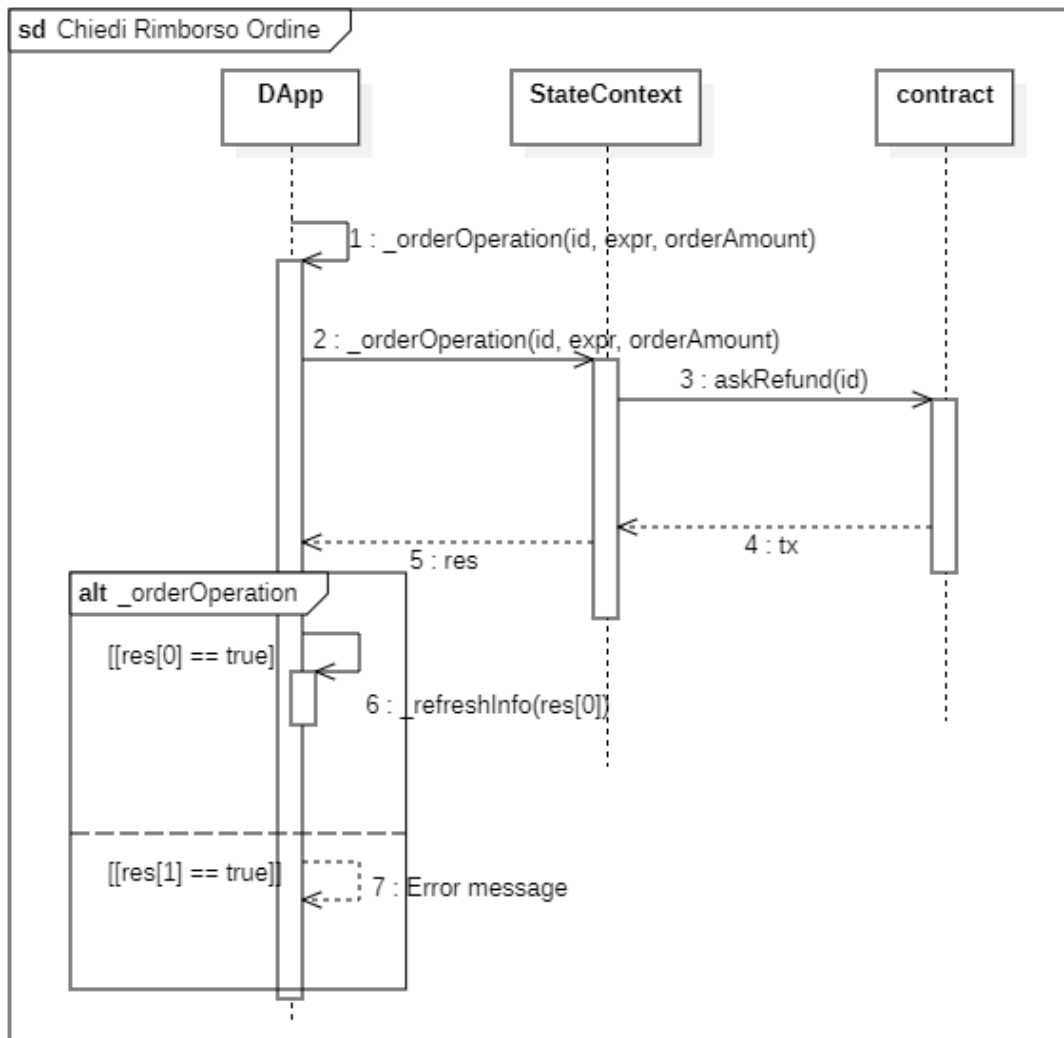 sd Chiedi Rimborso Ordine
DApp
StateContext
contract
1 : _orderOperation(id, expr, orderAmount)
2 : _orderOperation(id, expr, orderAmount)
3 : askRefund(id)
4 : tx
5 : res
alt _orderOperation
[[res[0] == true]
6 : _refreshInfo(res[0])
[[res[1] == true]]
7 : Error message